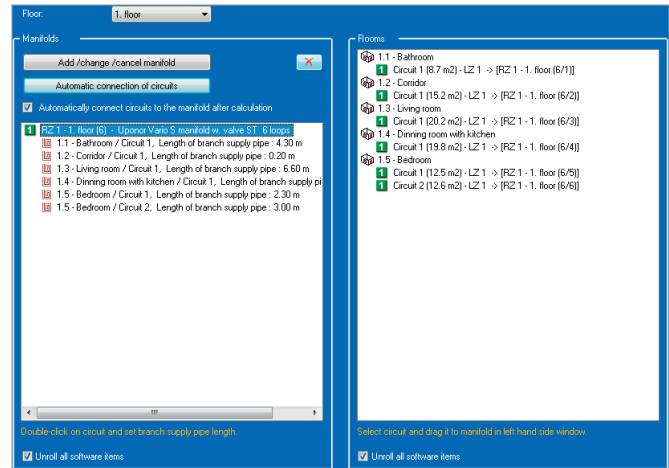 Floor: 1. floor
Manifolds
Add /change /cancel manifold
Automatic connection of circuits
Automatically connect circuits to the manifold after calculation
1 RZ 1 - 1. floor (6) - Uponor Vario S manifold w. valve ST 6 loops
1.1 - Bathroom / Circuit 1, Length of branch supply pipe : 4.30 m
1.2 - Corridor / Circuit 1, Length of branch supply pipe : 0.20 m
1.3 - Living room / Circuit 1, Length of branch supply pipe : 6.60 m
1.4 - Dinning room with kitchen / Circuit 1, Length of branch supply pi
1.5 - Bedroom / Circuit 1, Length of branch supply pipe : 2.30 m
1.5 - Bedroom / Circuit 2, Length of branch supply pipe : 3.00 m
Double-click on circuit and set branch supply pipe length.
Unroll all software items
Rooms
1.1 - Bathroom
1 Circuit 1 (8.7 m2) - LZ 1 -> [RZ 1 - 1. floor (6/1)]
1.2 - Corridor
1 Circuit 1 (15.2 m2) - LZ 1 -> [RZ 1 - 1. floor (6/2)]
1.3 - Living room
1 Circuit 1 (20.2 m2) - LZ 1 -> [RZ 1 - 1. floor (6/3)]
1.4 - Dinning room with kitchen
1 Circuit 1 (19.8 m2) - LZ 1 -> [RZ 1 - 1. floor (6/4)]
1.5 - Bedroom
1 Circuit 1 (12.5 m2) - LZ 1 -> [RZ 1 - 1. floor (6/5)]
1 Circuit 2 (12.6 m2) - LZ 1 -> [RZ 1 - 1. floor (6/6)]
Select circuit and drag it to manifold in left hand side window.
Unroll all software items